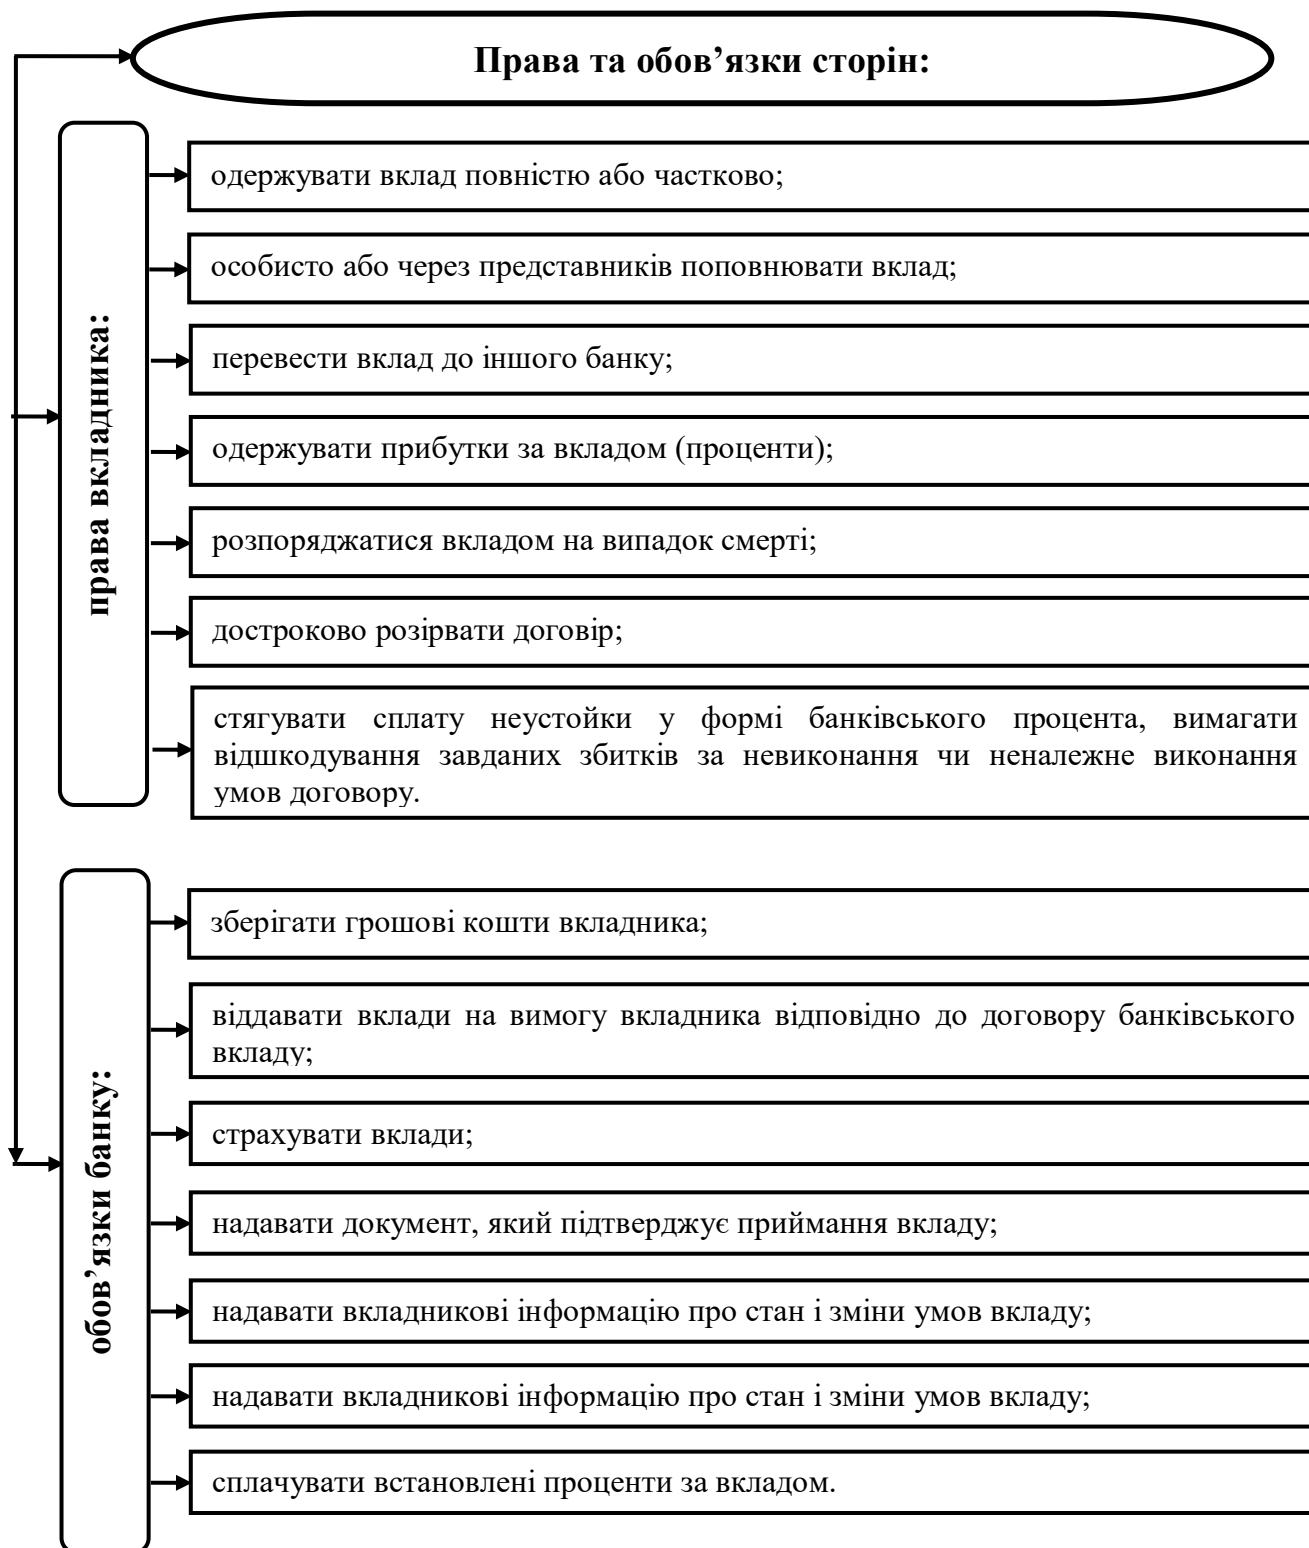 Права та обов’язки сторін:
права вкладника:
одержувати вклад повністю або частково;
особисто або через представників поповнювати вклад;
перевести вклад до іншого банку;
одержувати прибутки за вкладом (проценти);
розпоряджатися вкладом на випадок смерті;
достроково розірвати договір;
стягувати сплату неустойки у формі банківського процента, вимагати
відшкодування завданих збитків за невиконання чи неналежне виконання
умов договору.
обов’язки банку:
зберігати грошові кошти вкладника;
віддавати вклади на вимогу вкладника відповідно до договору банківського
вкладу;
страхувати вклади;
надавати документ, який підтверджує приймання вкладу;
надавати вкладникові інформацію про стан і зміни умов вкладу;
надавати вкладникові інформацію про стан і зміни умов вкладу;
сплачувати встановлені проценти за вкладом.